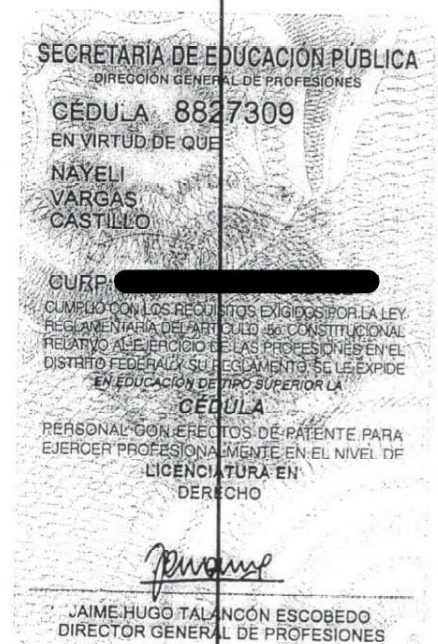 SECRETARÍA DE EDUCACIÓN PÚBLICA
DIRECCIÓN GENERAL DE PROFESIONES
CÉDULA 8827309
EN VIRTUD DE QUE
NAYELI
VARGAS
CASTILLO
CURP:
CUMPLIÓ CON LOS REQUISITOS EXIGIDOS POR LA LEY
REGLAMENTARIA DEL ARTÍCULO 5o. CONSTITUCIONAL
RELATIVO AL EJERCICIO DE LAS PROFESIONES EN EL
DISTRITO FEDERAL Y SU REGLAMENTO SE LE EXPIDE
EN EDUCACIÓN DE TIPO SUPERIOR LA
CÉDULA
PERSONAL CON EFECTOS DE PATENTE PARA
EJERCER PROFESIONALMENTE EN EL NIVEL DE
LICENCIATURA EN
DERECHO
JAIME HUGO TALANCÓN ESCOBEDO
DIRECTOR GENERAL DE PROFESIONES